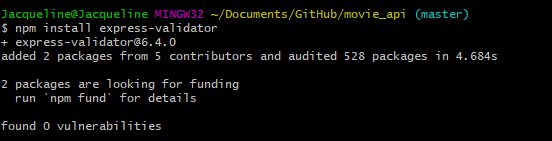 Jacqueline@Jacqueline MINGW32 ~/Documents/GitHub/movie_api (master)
$ npm install express-validator
+ express-validator@6.4.0
added 2 packages from 5 contributors and audited 528 packages in 4.684s
2 packages are looking for funding
run `npm fund` for details
found 0 vulnerabilities